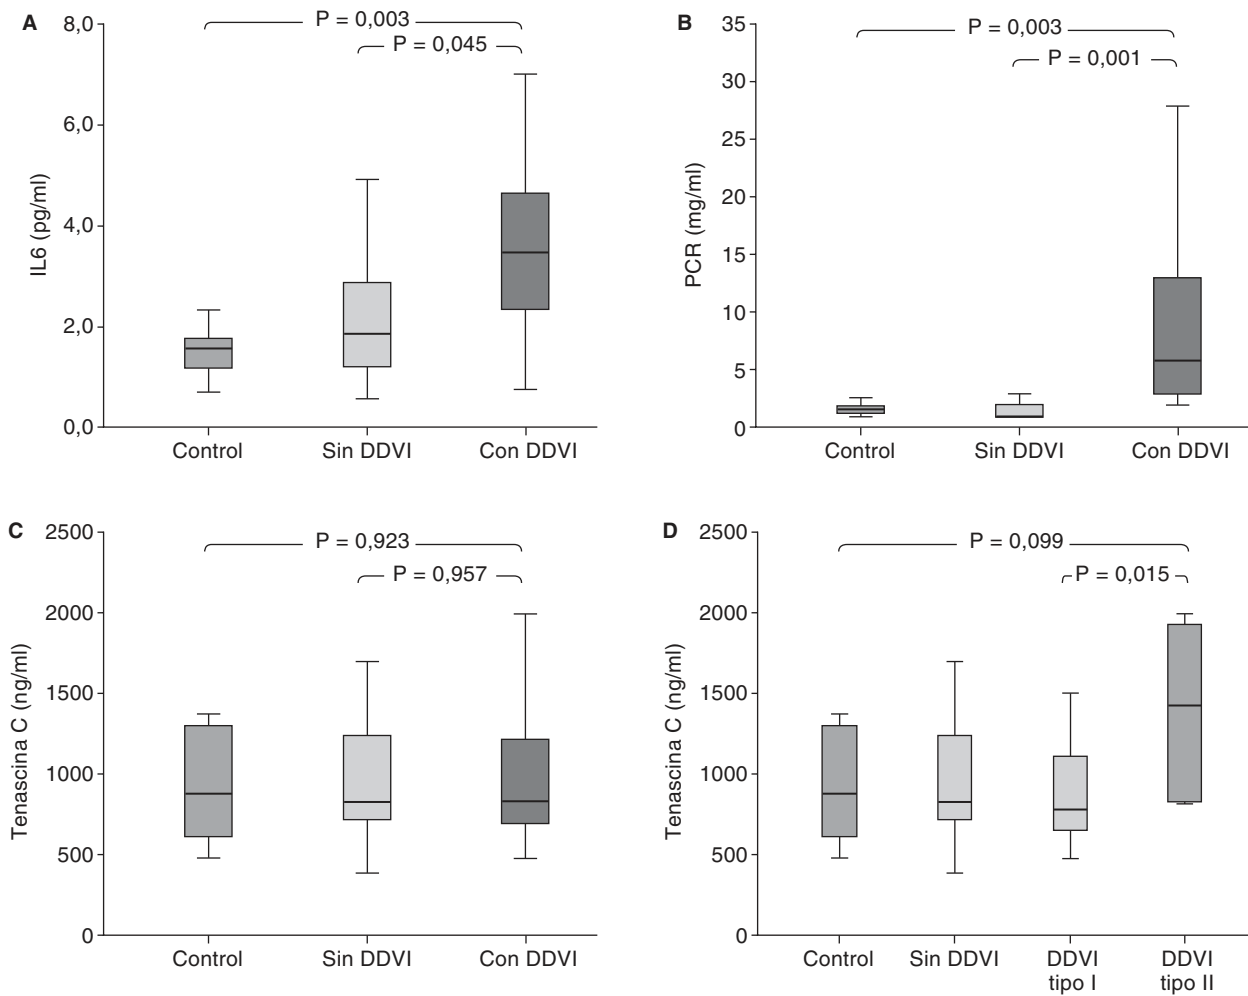 A
8,0
6,0
4,0
2,0
0,0
IL6 (pg/ml)
P = 0,003
P = 0,045
Control
Sin DDVI
Con DDVI
B
35
30
25
20
15
10
5
0
PCR (mg/ml)
P = 0,003
P = 0,001
Control
Sin DDVI
Con DDVI
C
2500
2000
1500
1000
500
0
Tenascina C (ng/ml)
P = 0,923
P = 0,957
Control
Sin DDVI
Con DDVI
D
2500
2000
1500
1000
500
0
Tenascina C (ng/ml)
P = 0,099
P = 0,015
Control
Sin DDVI
DDVI
tipo I
DDVI
tipo II